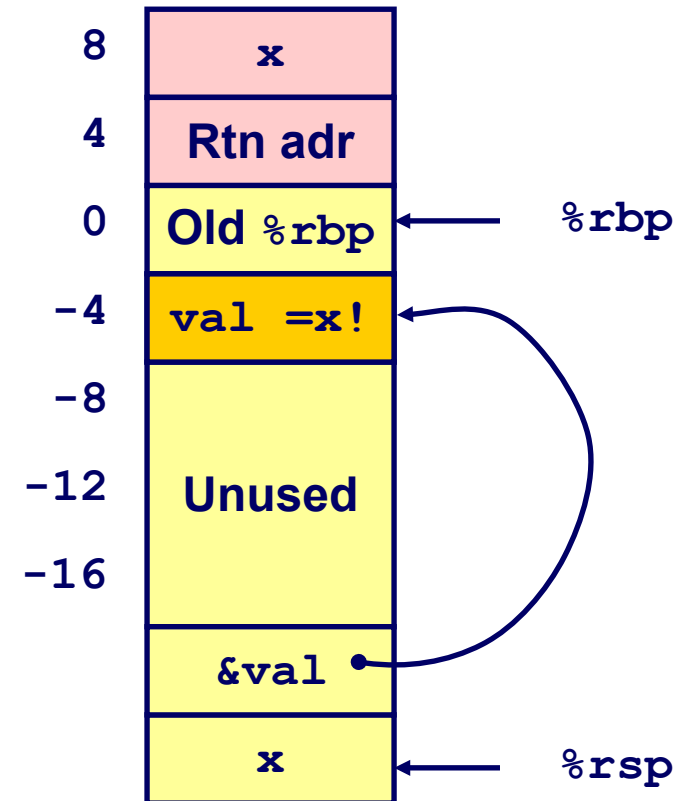 8 x
4 Rtn adr
0 Old %rbp %rbp
-4 val =x!
-8
-12 Unused
-16
&val
x %rsp